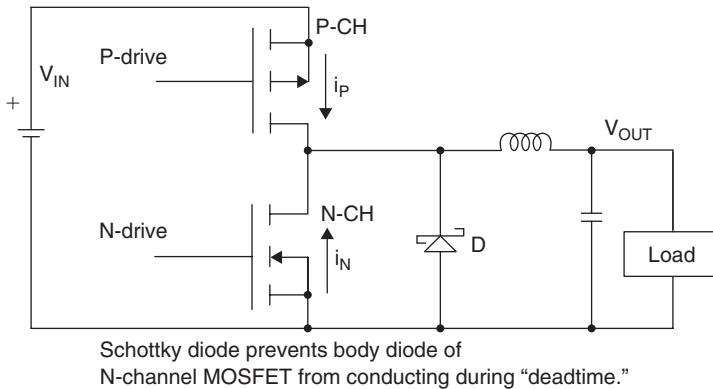 P-CH
P-drive
V_IN
i_P
+
V_OUT
N-CH
N-drive
i_N
D
Load
Schottky diode prevents body diode of
N-channel MOSFET from conducting during “deadtime.”